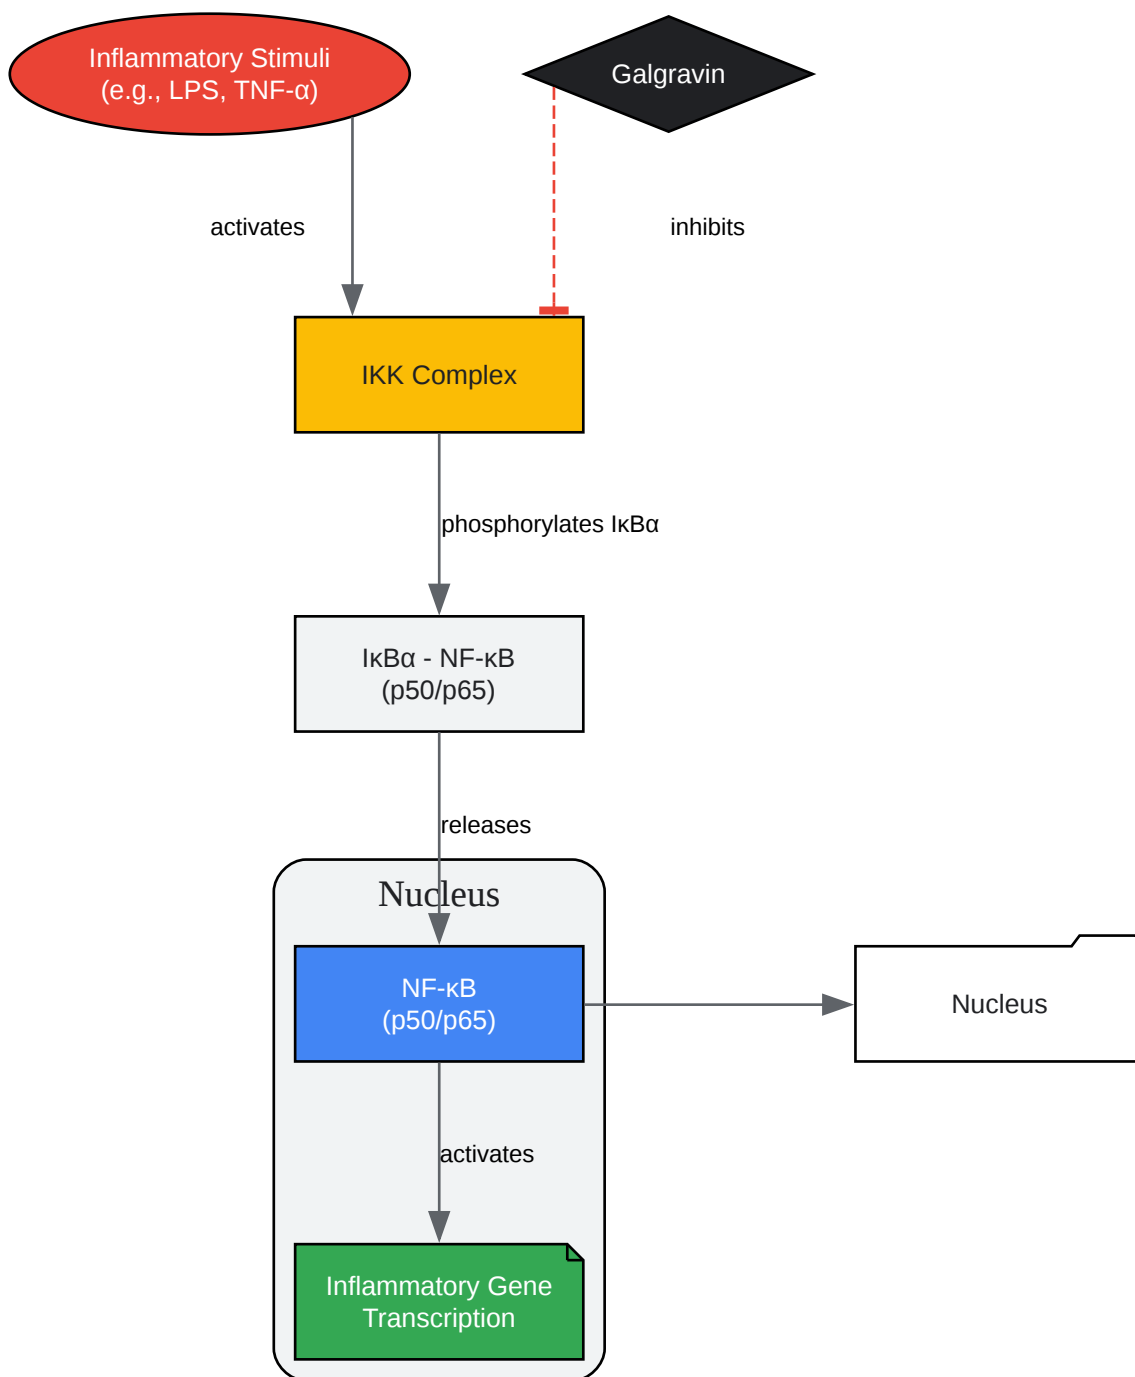 Inflammatory Stimuli
(e.g., LPS, TNF-α)
Galgravin
activates
inhibits
IKK Complex
phosphorylates IκBα
IκBα - NF-κB
(p50/p65)
releases
Nucleus
NF-κB
(p50/p65)
Nucleus
activates
Inflammatory Gene
Transcription